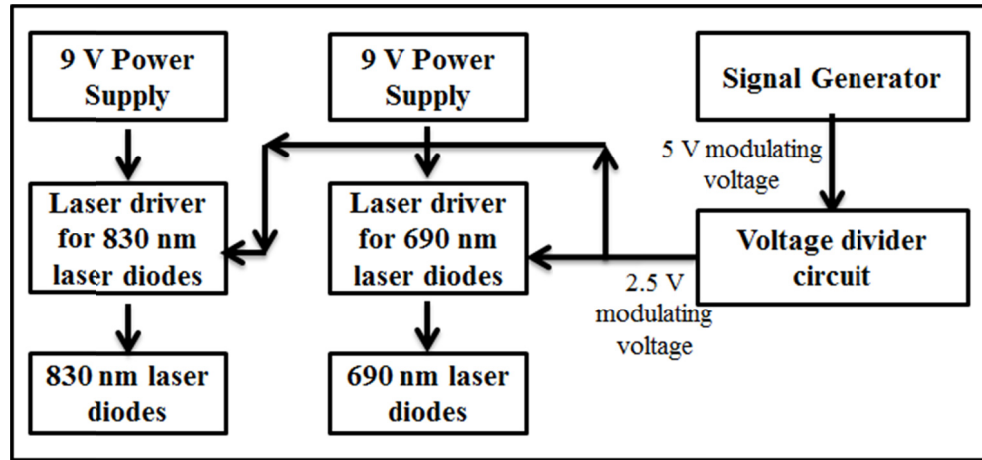 9 V Power
Supply
9 V Power
Supply
Signal Generator
5 V modulating
voltage
Laser driver
for 830 nm
laser diodes
Laser driver
for 690 nm
laser diodes
Voltage divider
circuit
2.5 V
modulating
voltage
830 nm laser
diodes
690 nm laser
diodes